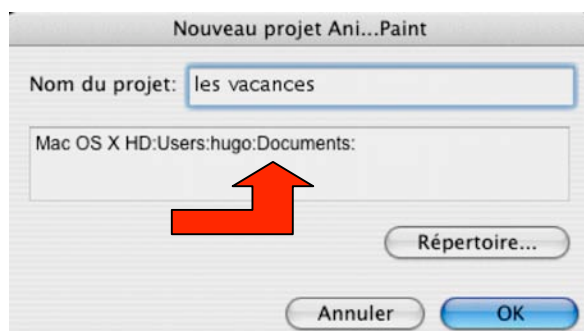 Nouveau projet Ani...Paint
Nom du projet: les vacances
Mac OS X HD:Users:hugo:Documents:
Répertoire...
Annuler OK